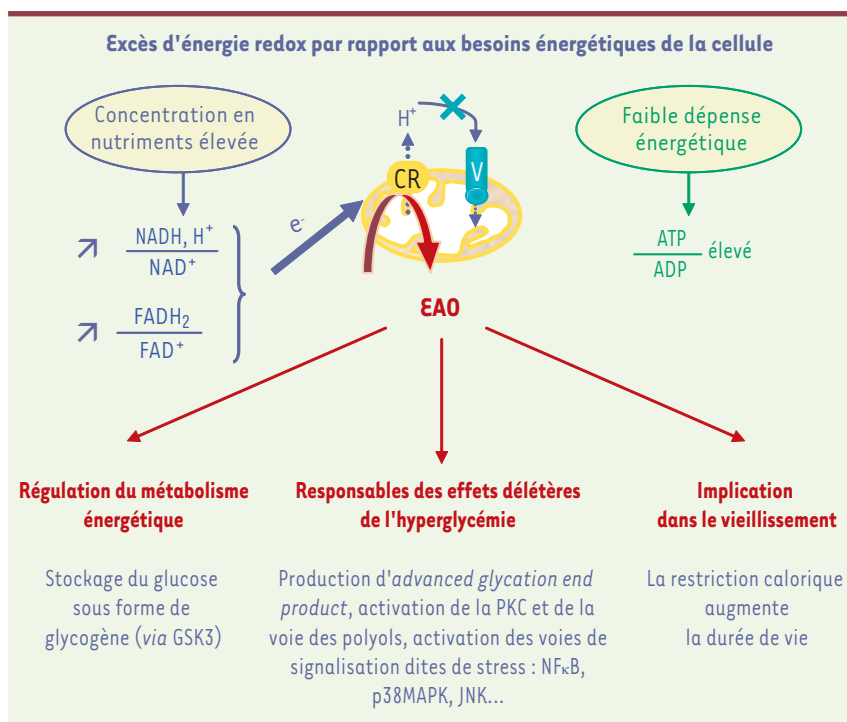 Excès d'énergie redox par rapport aux besoins énergétiques de la cellule
Concentration en
nutriments élevée
H+
Faible dépense
énergétique
CR
V
e-
↗ NADH, H+
NAD+
↗ FADH2
FAD+
ATP
ADP
élevé
EAO
Régulation du métabolisme
énergétique
Stockage du glucose
sous forme de
glycogène (via GSK3)
Responsables des effets délétères
de l'hyperglycémie
Production d'advanced glycation end
product, activation de la PKC et de la
voie des polyols, activation des voies de
signalisation dites de stress : NFκB,
p38MAPK, JNK...
Implication
dans le vieillissement
La restriction calorique
augmente
la durée de vie